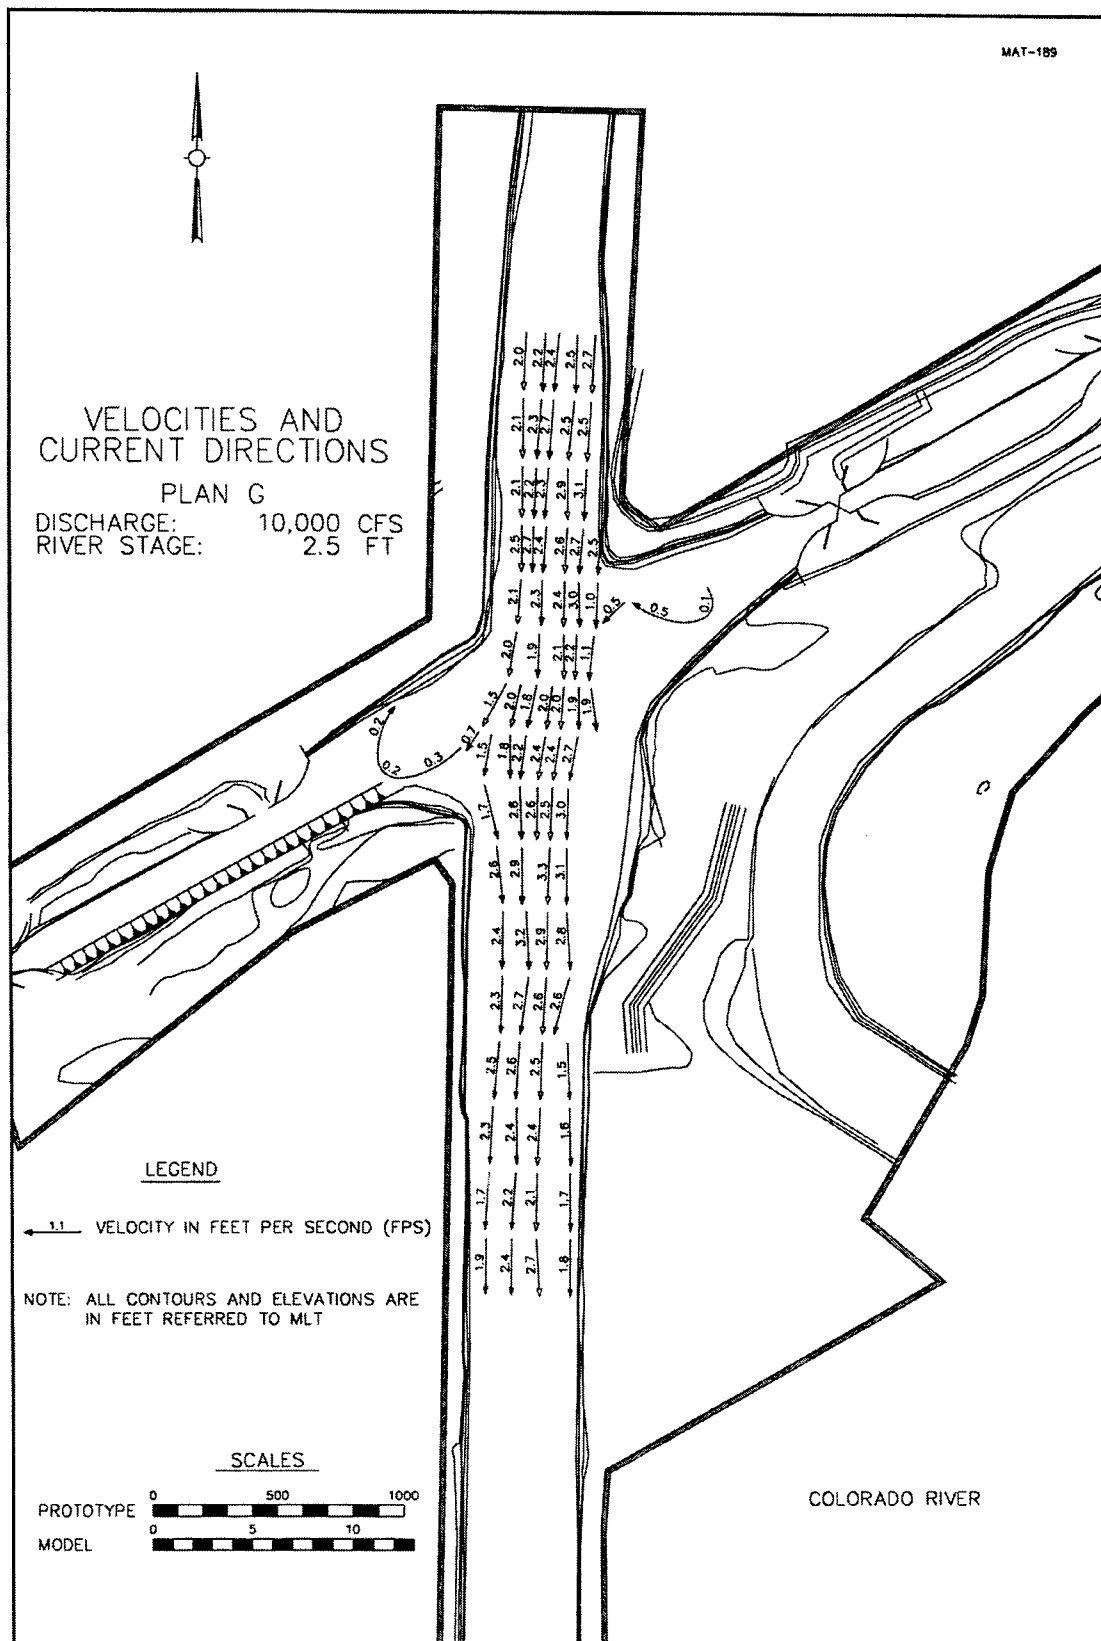 MAT-189
VELOCITIES AND
CURRENT DIRECTIONS
PLAN G
DISCHARGE: 10,000 CFS
RIVER STAGE: 2.5 FT
2.0 2.2 2.4 2.5 2.7
2.1 2.3 2.7 2.5 2.5
2.1 2.2 2.3 2.9 3.1
2.5 2.7 2.4 2.6 2.7 2.5
2.1 2.3 2.4 3.0 1.0 0.5 0.5 0.1
2.0 1.9 2.1 2.2 1.1
1.5 2.0 1.8 2.0 2.0 1.9 1.9
0.2 0.2 0.3 0.7
1.5 1.8 2.2 2.4 2.4 2.7
1.7 2.6 2.5 3.0
2.6 2.9 3.3 3.1
2.4 3.2 2.9 2.8
2.3 2.7 2.6 2.6
2.5 2.6 2.5 1.5
2.3 2.4 2.4 1.6
1.7 2.2 2.1 1.7
1.9 2.4 2.7 1.8
LEGEND
1.1 VELOCITY IN FEET PER SECOND (FPS)
NOTE: ALL CONTOURS AND ELEVATIONS ARE
IN FEET REFERRED TO MLT
SCALES
0 500 1000
PROTOTYPE
0 5 10
MODEL
COLORADO RIVER